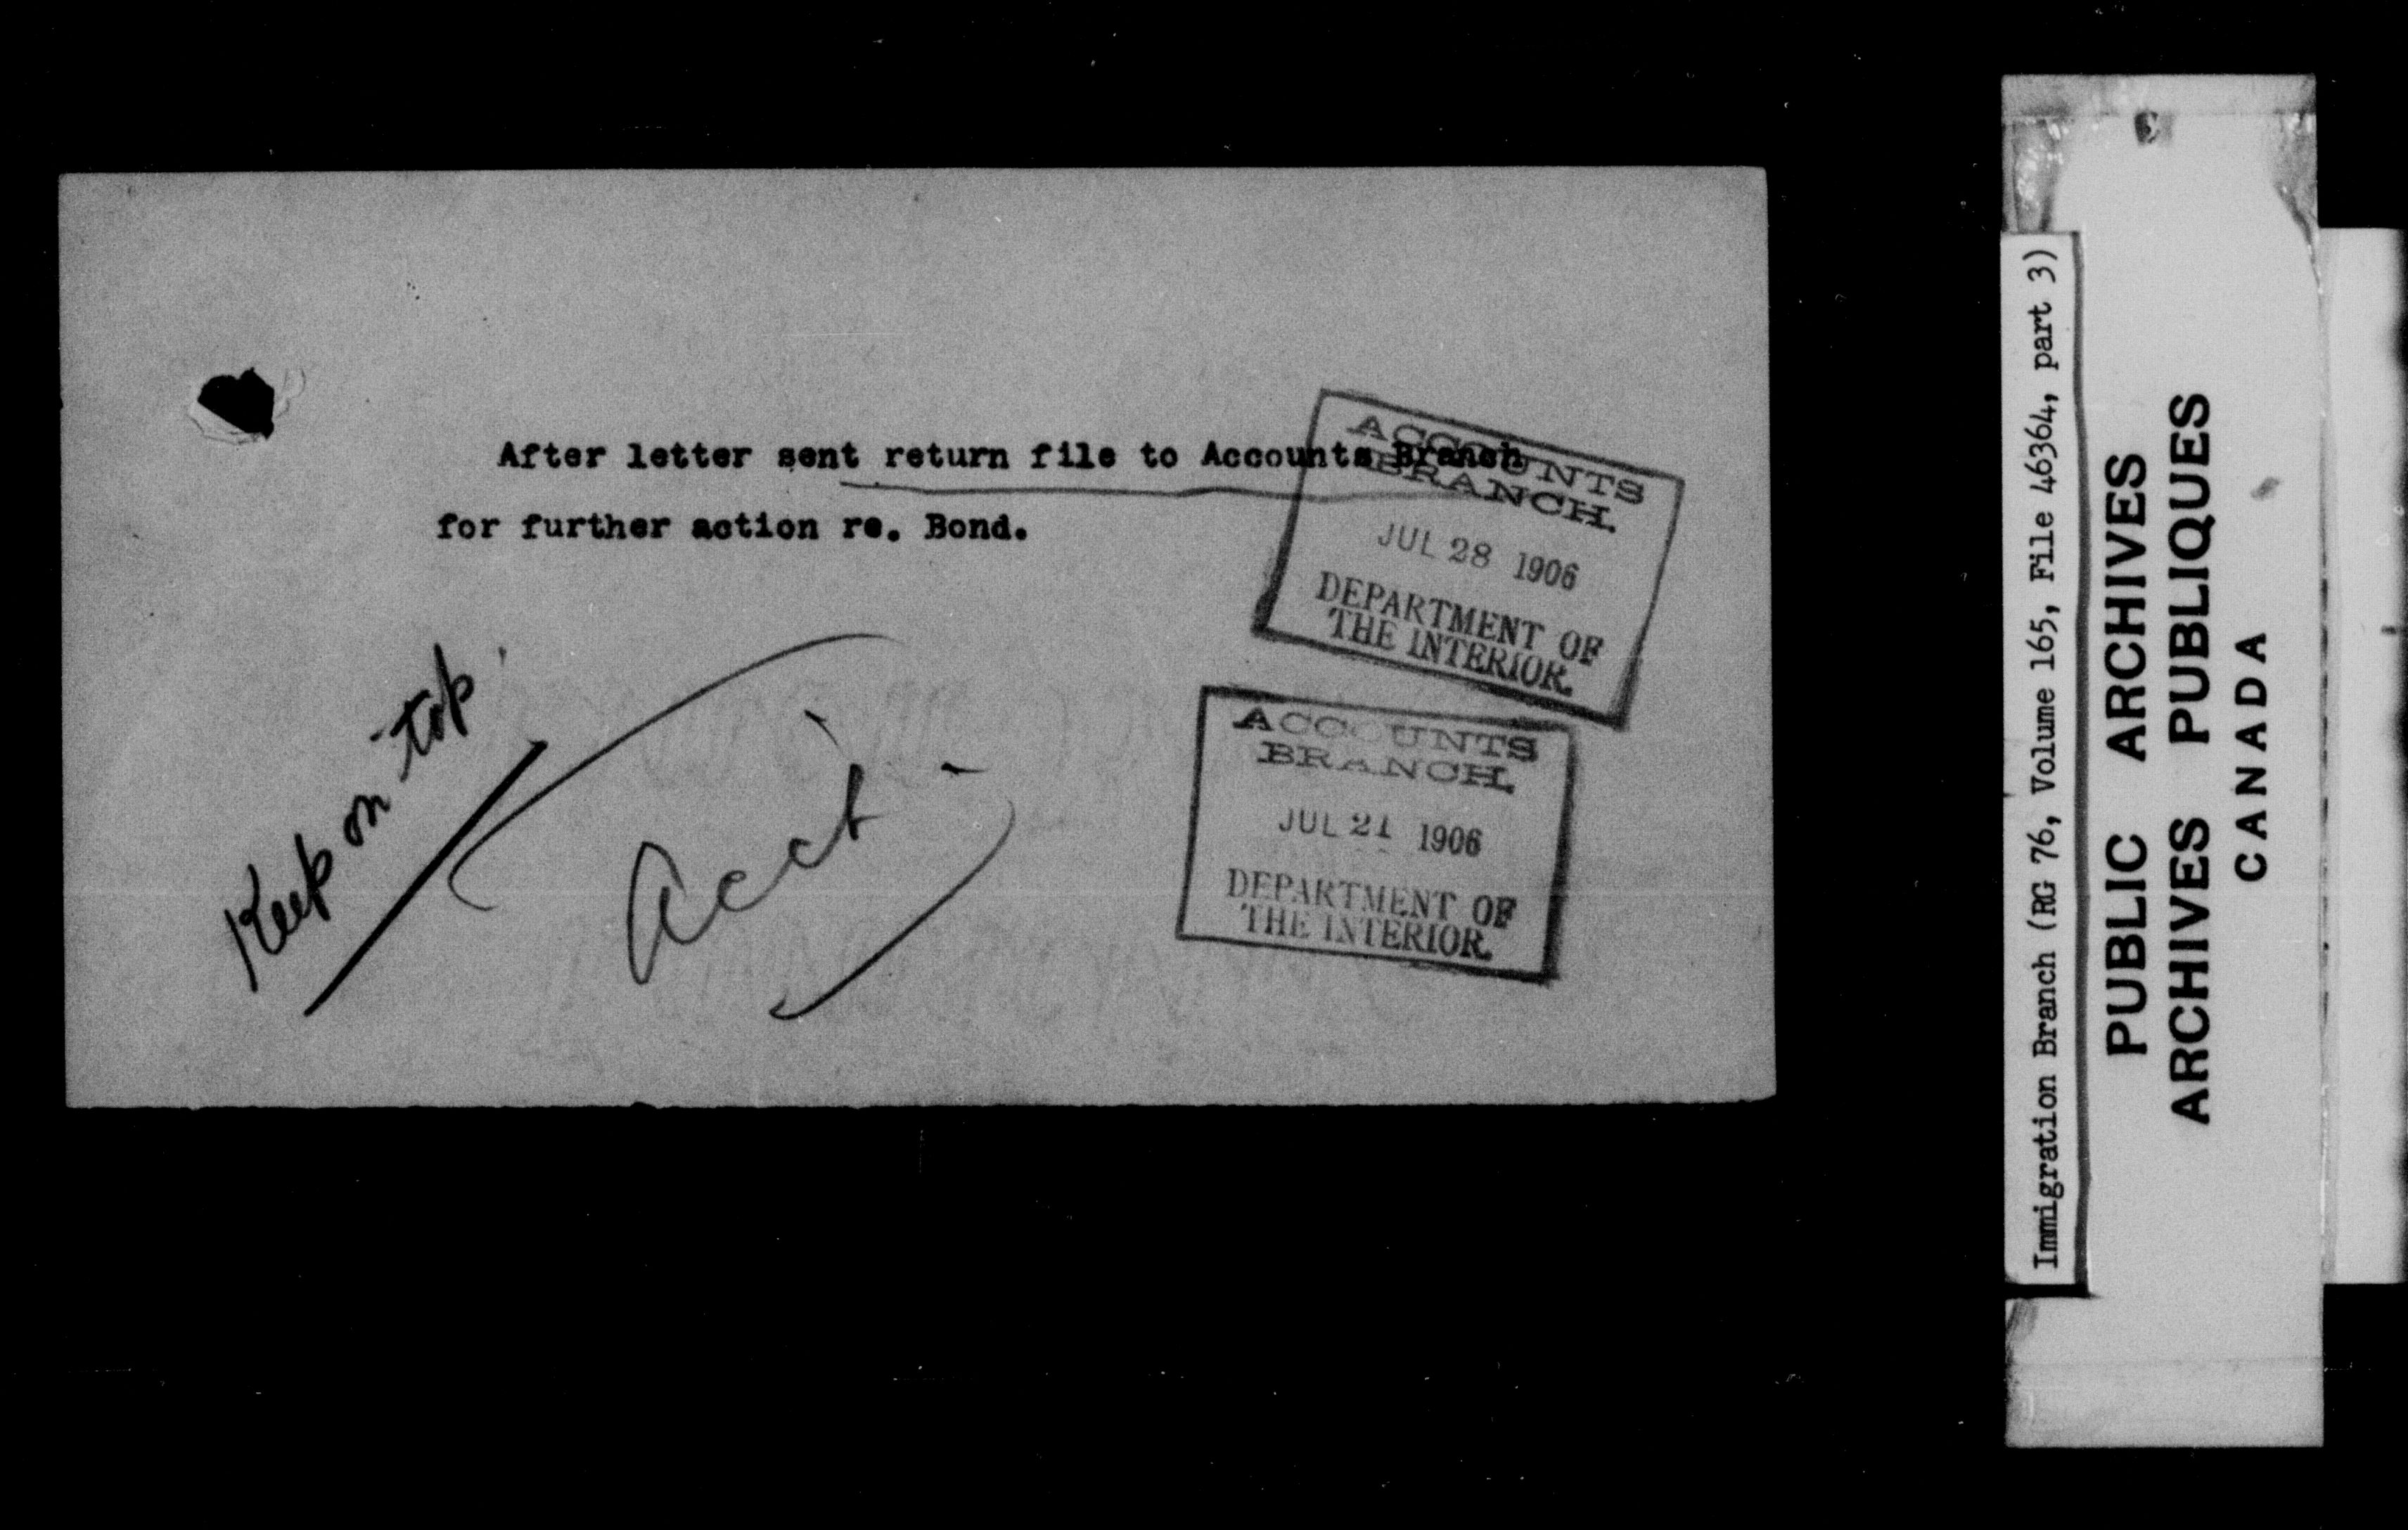 After letter sent return file to Accounts Branch
for further action re. Bond.
ACCOUNTS
BRANCH.
JUL 28 1906
DEPARTMENT OF
THE INTERIOR.
ACCOUNTS
BRANCH.
JUL 21 1906
DEPARTMENT OF
THE INTERIOR.
Keep on top.
Acct
Immigration Branch (RG 76, Volume 165, File 46364, part 3)
PUBLIC ARCHIVES
ARCHIVES PUBLIQUES
CANADA